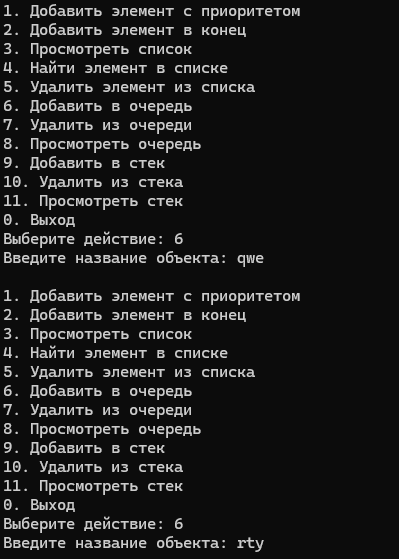 1. Добавить элемент с приоритетом
2. Добавить элемент в конец
3. Просмотреть список
4. Найти элемент в списке
5. Удалить элемент из списка
6. Добавить в очередь
7. Удалить из очереди
8. Просмотреть очередь
9. Добавить в стек
10. Удалить из стека
11. Просмотреть стек
0. Выход
Выберите действие: 6
Введите название объекта: qwe
1. Добавить элемент с приоритетом
2. Добавить элемент в конец
3. Просмотреть список
4. Найти элемент в списке
5. Удалить элемент из списка
6. Добавить в очередь
7. Удалить из очереди
8. Просмотреть очередь
9. Добавить в стек
10. Удалить из стека
11. Просмотреть стек
0. Выход
Выберите действие: 6
Введите название объекта: rty